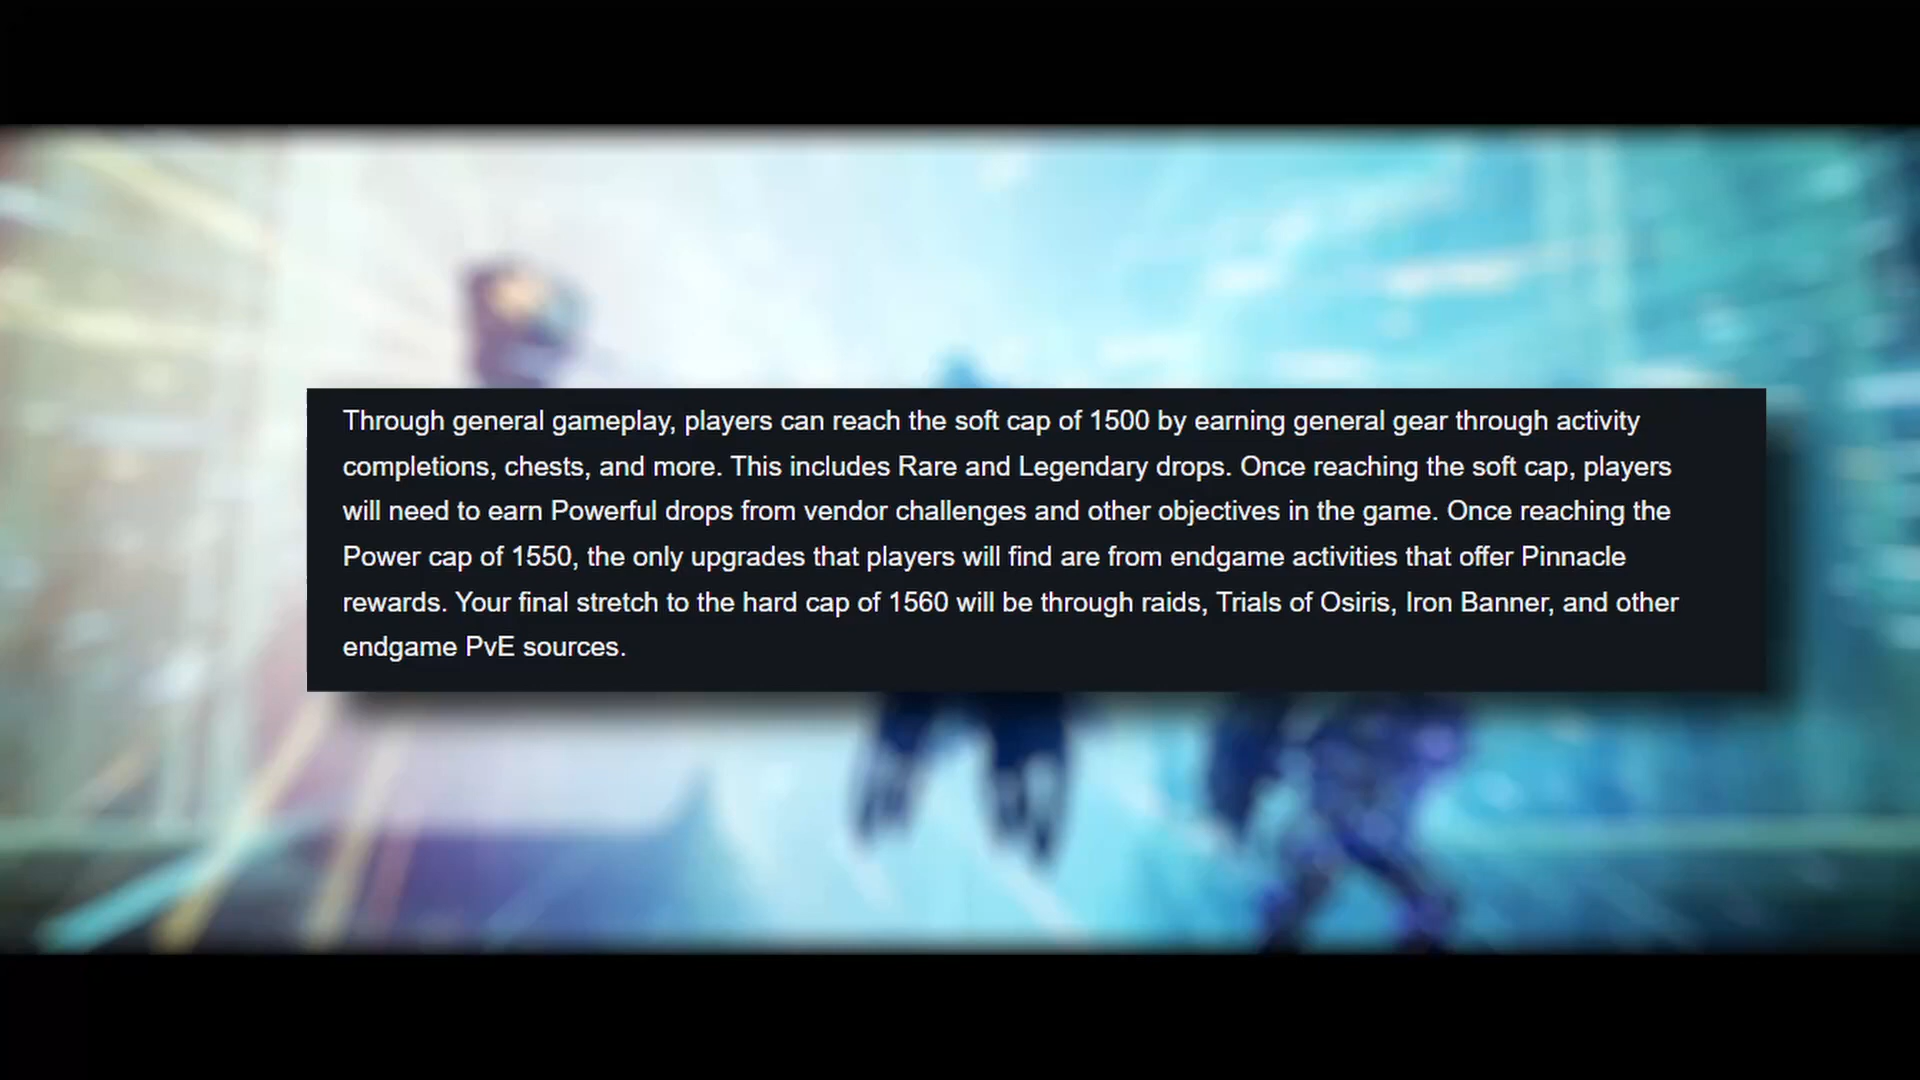 Through general gameplay, players can reach the soft cap of 1500 by earning general gear through activity
completions, chests, and more. This includes Rare and Legendary drops. Once reaching the soft cap, players
will need to earn Powerful drops from vendor challenges and other objectives in the game. Once reaching the
Power cap of 1550, the only upgrades that players will find are from endgame activities that offer Pinnacle
rewards. Your final stretch to the hard cap of 1560 will be through raids, Trials of Osiris, Iron Banner, and other
endgame PvE sources.